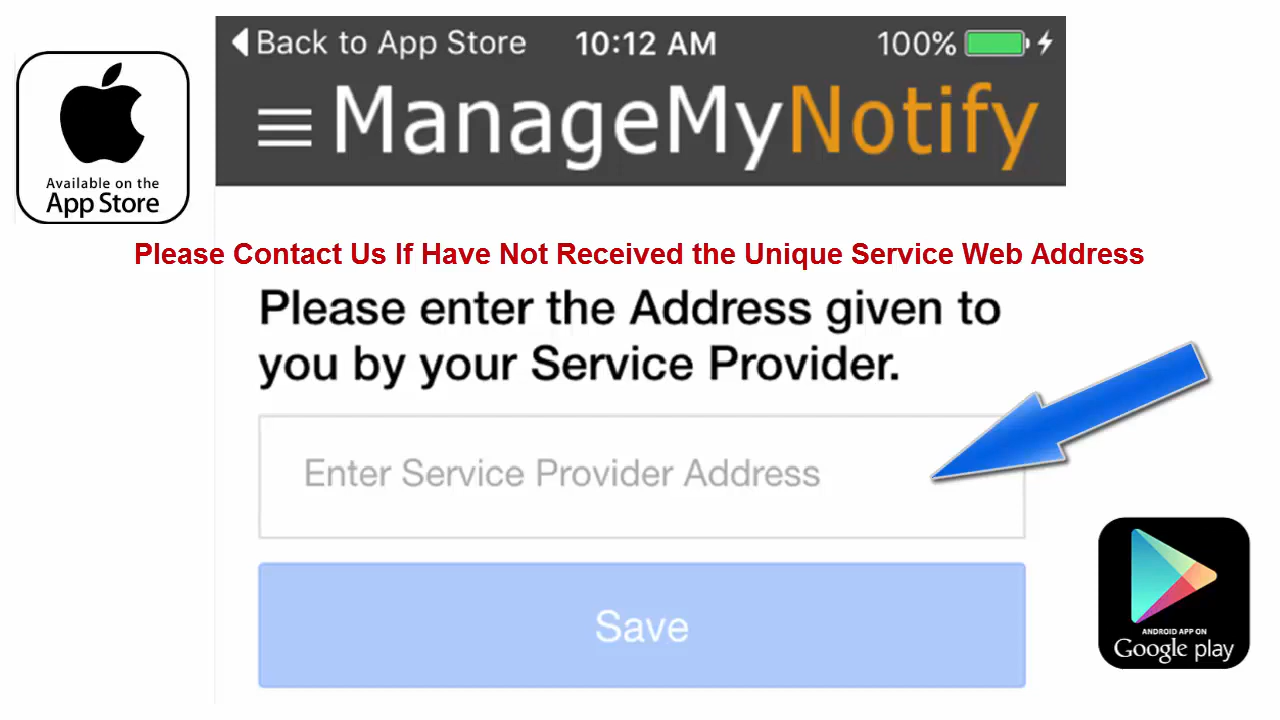 Back to App Store 10:12 AM 100%
ManageMyNotify
Available on the
App Store
Please Contact Us If Have Not Received the Unique Service Web Address
Please enter the Address given to
you by your Service Provider.
Enter Service Provider Address
Save
ANDROID APP ON
Google play